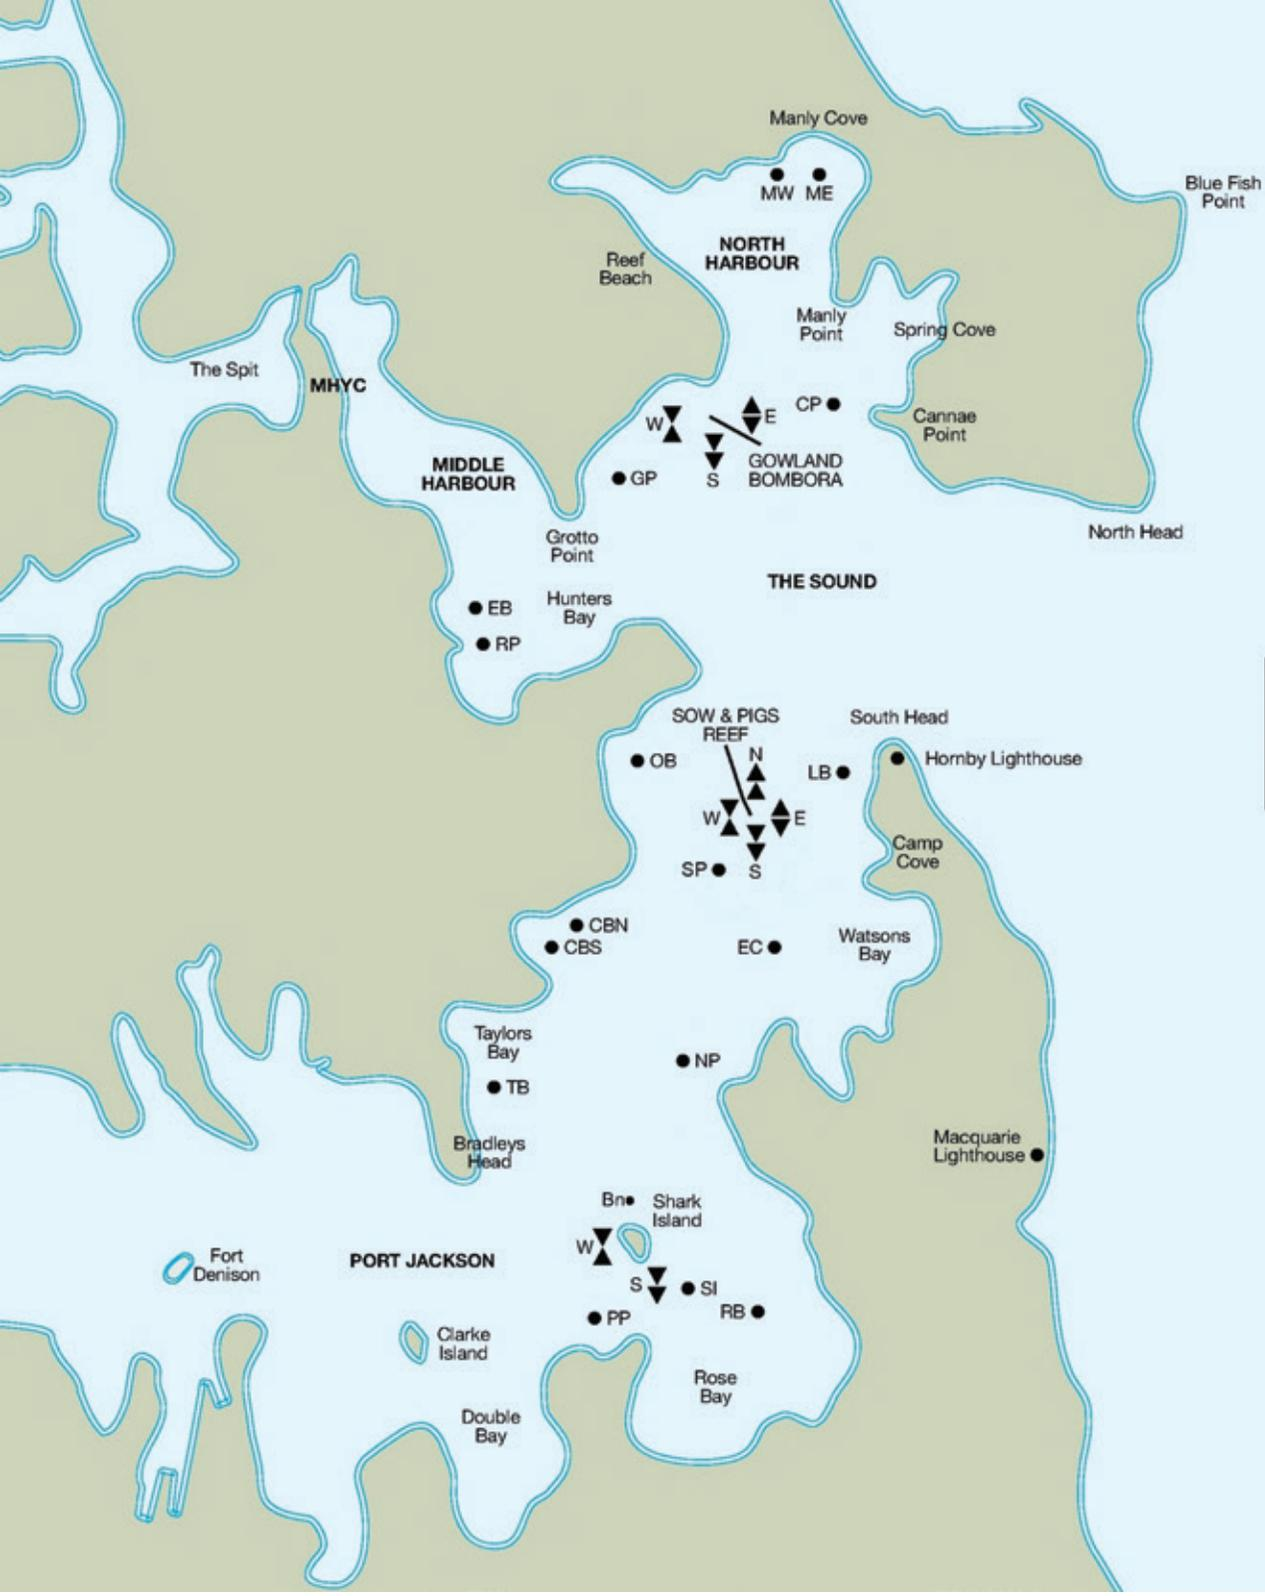 Manly Cove
MW
ME
Blue Fish
Point
NORTH
HARBOUR
Reef
Beach
Manly
Point
Spring Cove
The Spit
MHYC
CP
W
E
Cannae
Point
GOWLAND
BOMBORA
S
GP
MIDDLE
HARBOUR
North Head
Grotto
Point
THE SOUND
EB
Hunters
Bay
RP
SOW & PIGS
REEF
South Head
N
OB
LB
Hornby Lighthouse
W
E
Camp
Cove
SP
S
CBN
CBS
EC
Watsons
Bay
Taylors
Bay
NP
TB
Bradleys
Head
Macquarie
Lighthouse
Bn
Shark
Island
W
Fort
Denison
PORT JACKSON
S
SI
RB
PP
Clarke
Island
Rose
Bay
Double
Bay